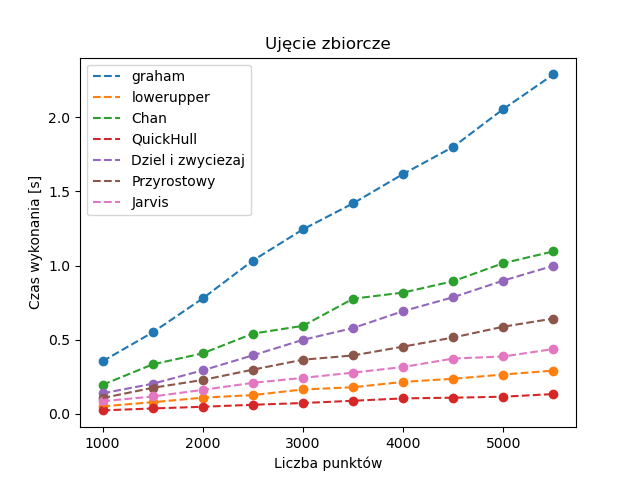 Ujęcie zbiorcze
graham
lowerupper
Chan
QuickHull
Dziel i zwyciezaj
Przyrostowy
Jarvis
Czas wykonania [s]
2.0
1.5
1.0
0.5
0.0
1000 2000 3000 4000 5000
Liczba punktów